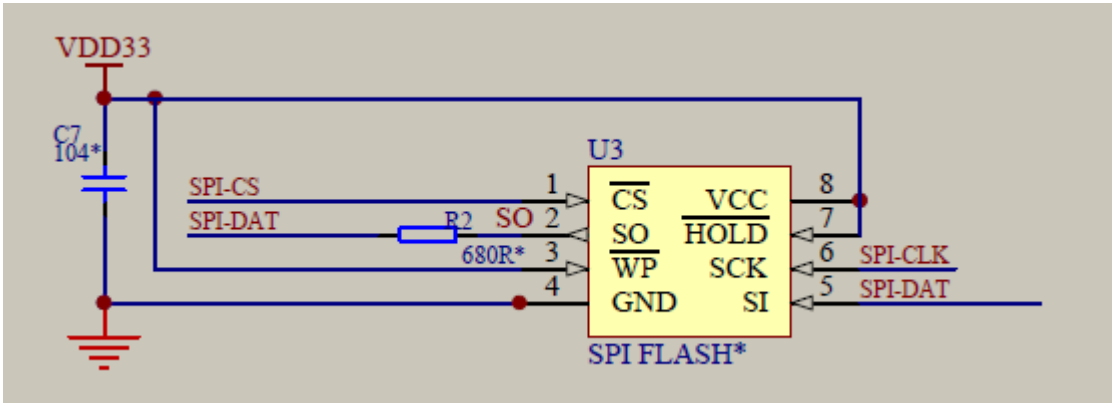 VDD33
C7
104*
U3
SPI-CS 1 CS VCC 8
SPI-DAT R2 SO 2 SO HOLD 7
680R* 3 WP SCK 6 SPI-CLK
4 GND SI 5 SPI-DAT
SPI FLASH*